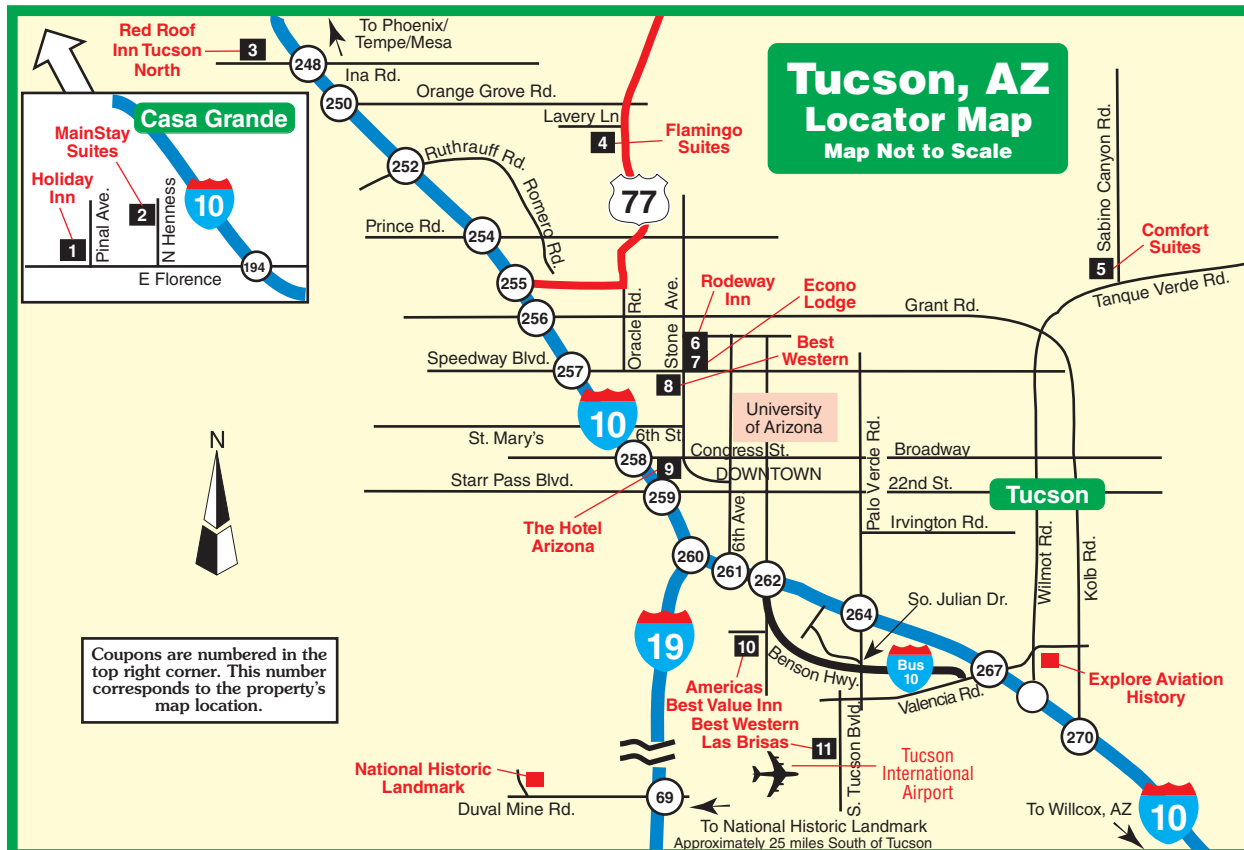 Tucson, AZ
Locator Map
Map Not to Scale
To Phoenix/
Tempe/Mesa
Red Roof
Inn Tucson
North
3
248
Ina Rd.
250
Orange Grove Rd.
Lavery Ln
4
Flamingo
Suites
Casa Grande
MainStay
Suites
Holiday
Inn
1
Pinal Ave.
2
N Henness
10
194
E Florence
252
Ruthrauff Rd.
Romero Rd.
77
Prince Rd.
254
255
256
Oracle Rd.
Stone Ave.
Rodeway
Inn
Econo
Lodge
Grant Rd.
Sabino Canyon Rd.
Comfort
Suites
5
Tanque Verde Rd.
6
7
Best
Western
Speedway Blvd.
257
8
10
University
of Arizona
St. Mary's
6th St
258
Congress St.
Broadway
9
DOWNTOWN
Palo Verde Rd.
Starr Pass Blvd.
259
22nd St.
Tucson
The Hotel
Arizona
6th Ave.
Irvington Rd.
Wilmot Rd.
Kolb Rd.
260
261
262
264
So. Julian Dr.
N
19
10
Benson Hwy.
Bus
10
267
Valencia Rd.
Explore Aviation
History
Americas
Best Value Inn
Best Western
Las Brisas
11
S. Tucson Bvld.
270
Coupons are numbered in the
top right corner. This number
corresponds to the property's
map location.
National Historic
Landmark
Duval Mine Rd.
69
Tucson
International
Airport
To National Historic Landmark
Approximately 25 miles South of Tucson
To Willcox, AZ
10